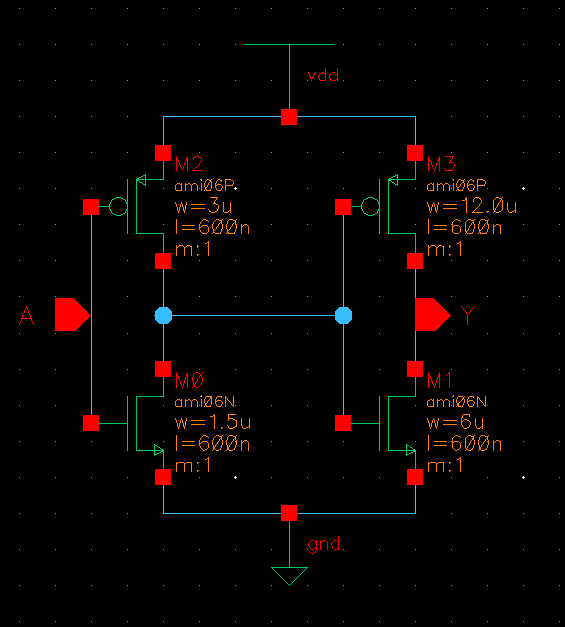 vdd
M2
ami06P
w=3u
l=600n
m:1
M3
ami06P
w=12.0u
l=600n
m:1
A
Y
M0
ami06N
w=1.5u
l=600n
m:1
M1
ami06N
w=6u
l=600n
m:1
gnd